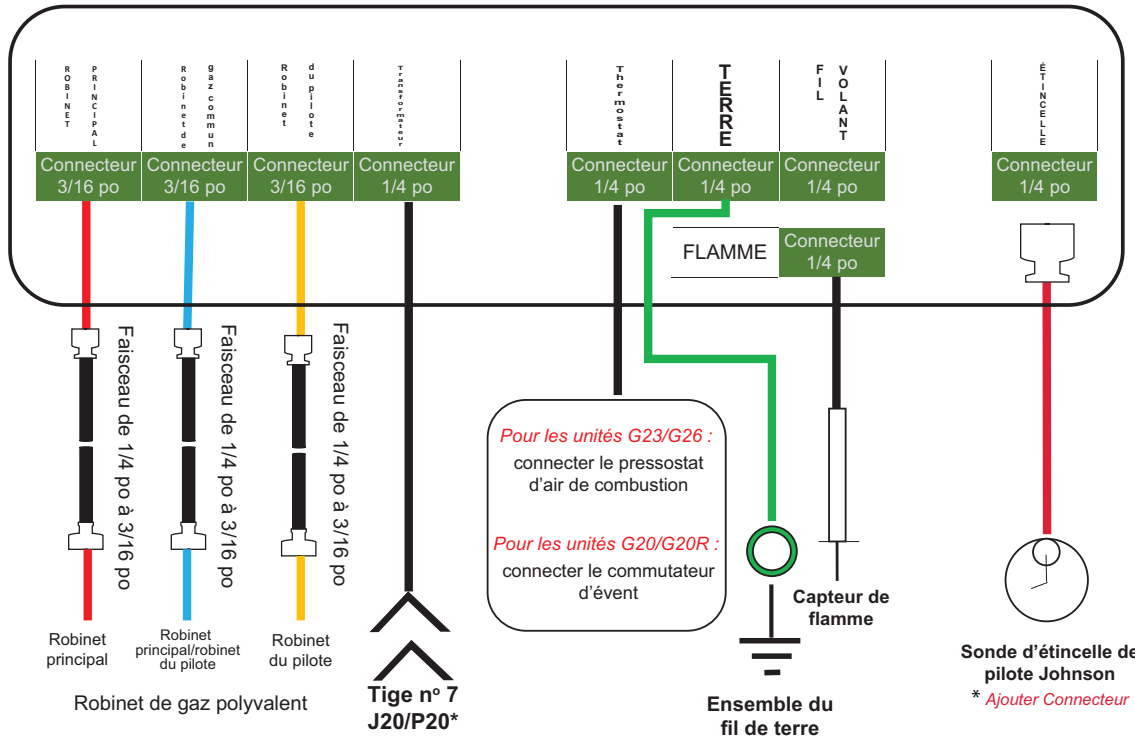 ROBINET
PRINCIPAL
Robinet de
gaz commun
Robinet
du pilote
Transformateur
Thermostat
TERRE
FIL
VOLANT
ÉTINCELLE
Connecteur
3/16 po
Connecteur
3/16 po
Connecteur
3/16 po
Connecteur
1/4 po
Connecteur
1/4 po
Connecteur
1/4 po
Connecteur
1/4 po
Connecteur
1/4 po
FLAMME
Connecteur
1/4 po
Faisceau de 1/4 po à 3/16 po
Faisceau de 1/4 po à 3/16 po
Faisceau de 1/4 po à 3/16 po
Pour les unités G23/G26 :
connecter le pressostat
d'air de combustion
Pour les unités G20/G20R :
connecter le commutateur
d'évent
Robinet
principal
Robinet
principal/robinet
du pilote
Robinet
du pilote
Robinet de gaz polyvalent
Tige nº 7
J20/P20*
Ensemble du
fil de terre
Capteur de
flamme
Sonde d'étincelle de
pilote Johnson
* Ajouter Connecteur